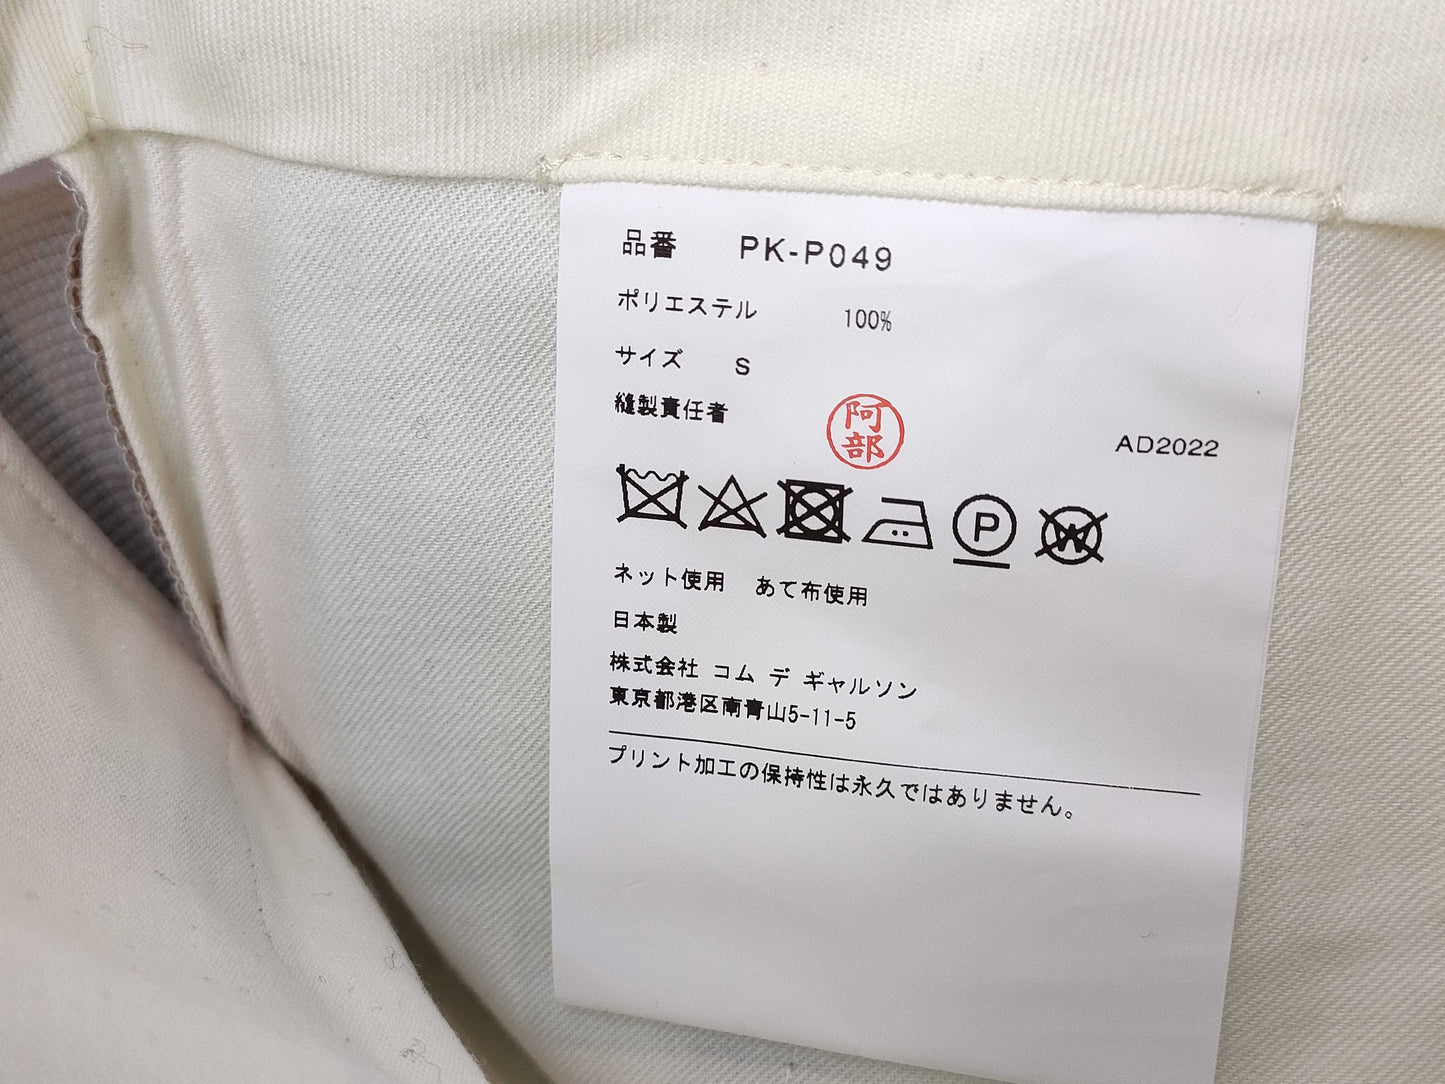 品番 PK-P049
ポリエステル 100%
サイズ S
縫製責任者 阿部
AD2022
P W
ネット使用 あて布使用
日本製
株式会社 コム デ ギャルソン
東京都港区南青山5-11-5
プリント加工の保持性は永久ではありません。